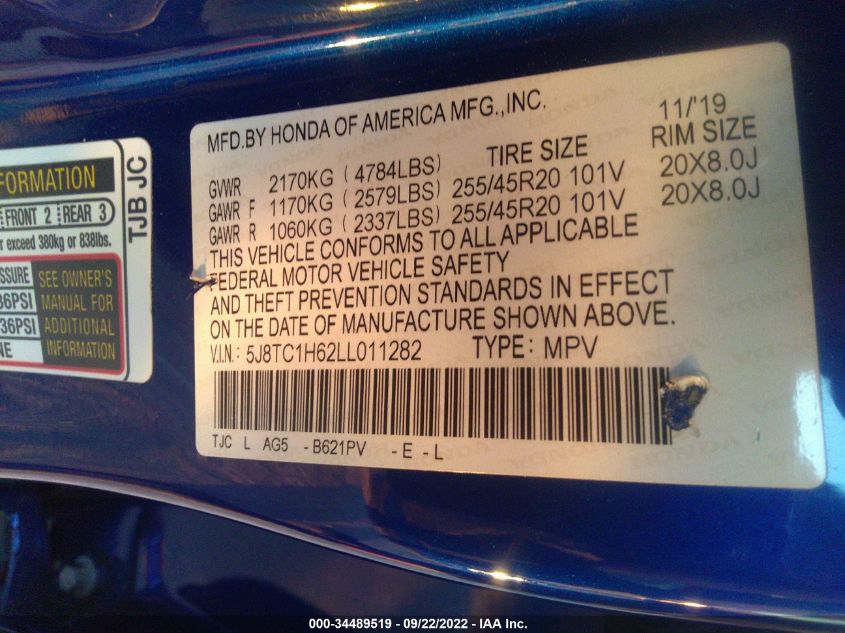 FORMATION
FRONT 2 REAR 3
r exceed 380kg or 838lbs.
ESSURE
36PSI
36PSI
NE
SEE OWNER'S
MANUAL FOR
ADDITIONAL
INFORMATION
TJB JC
MFD.BY HONDA OF AMERICA MFG.,INC. 11/'19
TIRE SIZE RIM SIZE
GVWR 2170KG (4784LBS)
GAWR F 1170KG (2579LBS) 255/45R20 101V 20X8.0J
GAWR R 1060KG (2337LBS) 255/45R20 101V 20X8.0J
THIS VEHICLE CONFORMS TO ALL APPLICABLE
FEDERAL MOTOR VEHICLE SAFETY
AND THEFT PREVENTION STANDARDS IN EFFECT
ON THE DATE OF MANUFACTURE SHOWN ABOVE.
V.I.N: 5J8TC1H62LL011282 TYPE: MPV
TJC L AG5 -B621PV -E -L
000-34489519 - 09/22/2022 - IAA Inc.